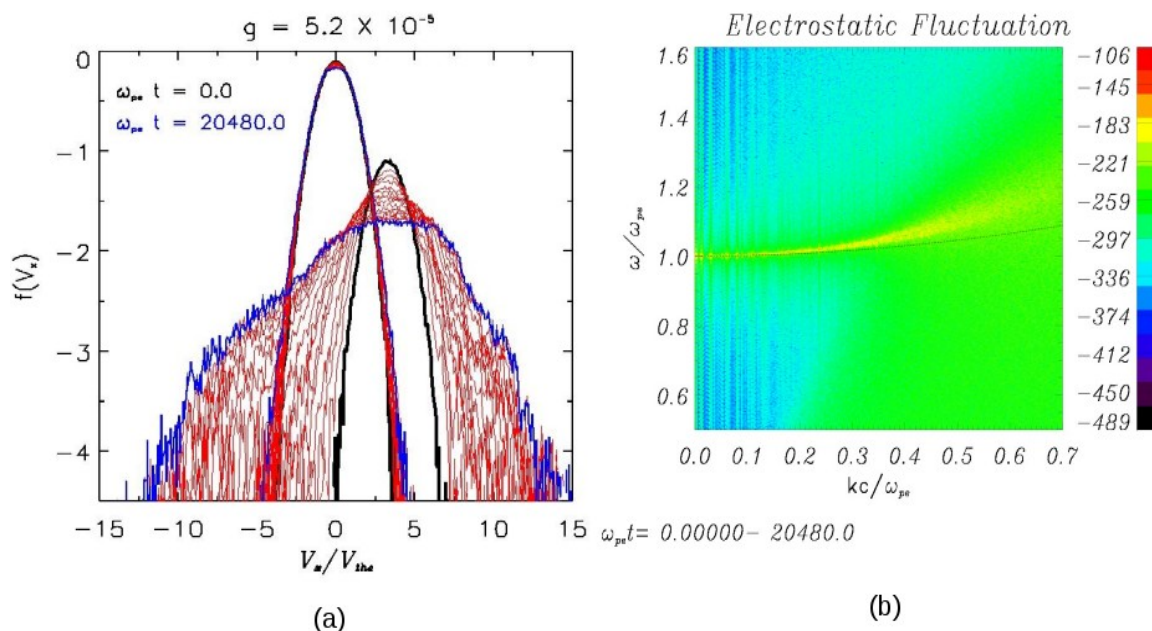 g = 5.2 X 10⁻⁵
ω_pe t = 0.0
ω_pe t = 20480.0
f(V_x)
0
−1
−2
−3
−4
−15 −10 −5 0 5 10 15
V_x/V_the
(a)
Electrostatic Fluctuation
ω/ω_pe
1.6
1.4
1.2
1.0
0.8
0.6
0.0 0.1 0.2 0.3 0.4 0.5 0.6 0.7
kc/ω_pe
−106
−145
−183
−221
−259
−297
−336
−374
−412
−450
−489
ω_pe t= 0.00000− 20480.0
(b)